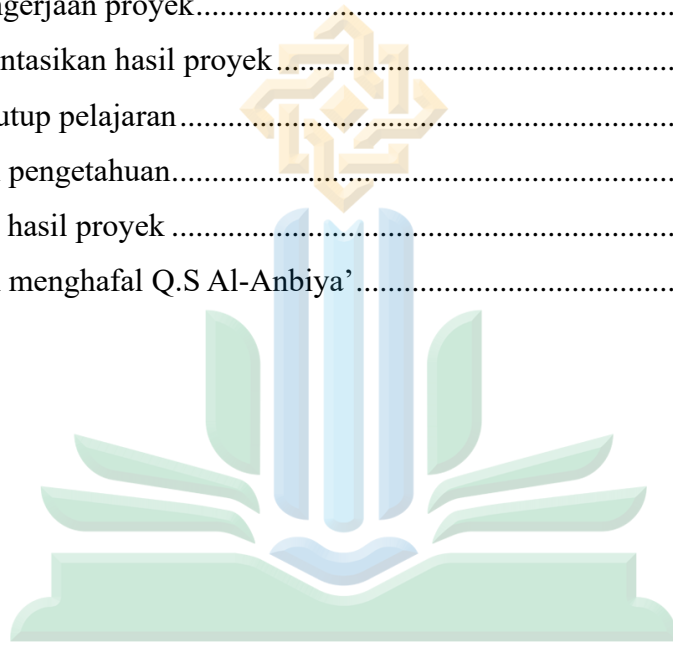 ngerjaan proyek..........................................................
ntasikan hasil proyek..................................................
utup pelajaran..............................................................
pengetahuan...............................................................
hasil proyek ...............................................................
menghafal Q.S Al-Anbiya’........................................